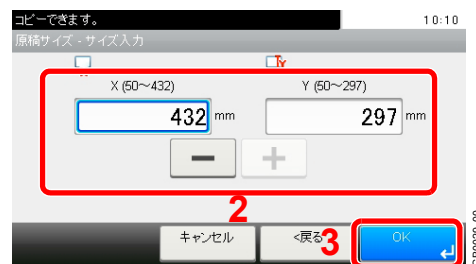 コピーできます。 10:10
原稿サイズ - サイズ入力
X (50～432) Y (50～297)
432 mm 297 mm
2
キャンセル <戻る 3 OK